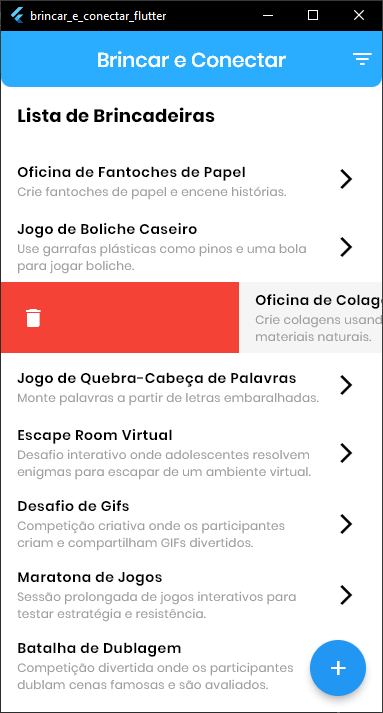 brincar_e_conectar_flutter
Brincar e Conectar
Lista de Brincadeiras
Oficina de Fantoches de Papel
Crie fantoches de papel e encene histórias.
Jogo de Boliche Caseiro
Use garrafas plásticas como pinos e uma bola
para jogar boliche.
Oficina de Colag
Crie colagens usand
materiais naturais.
Jogo de Quebra-Cabeça de Palavras
Monte palavras a partir de letras embaralhadas.
Escape Room Virtual
Desafio interativo onde adolescentes resolvem
enigmas para escapar de um ambiente virtual.
Desafio de Gifs
Competição criativa onde os participantes
criam e compartilham GIFs divertidos.
Maratona de Jogos
Sessão prolongada de jogos interativos para
testar estratégia e resistência.
Batalha de Dublagem
Competição divertida onde os participantes
dublam cenas famosas e são avaliados.